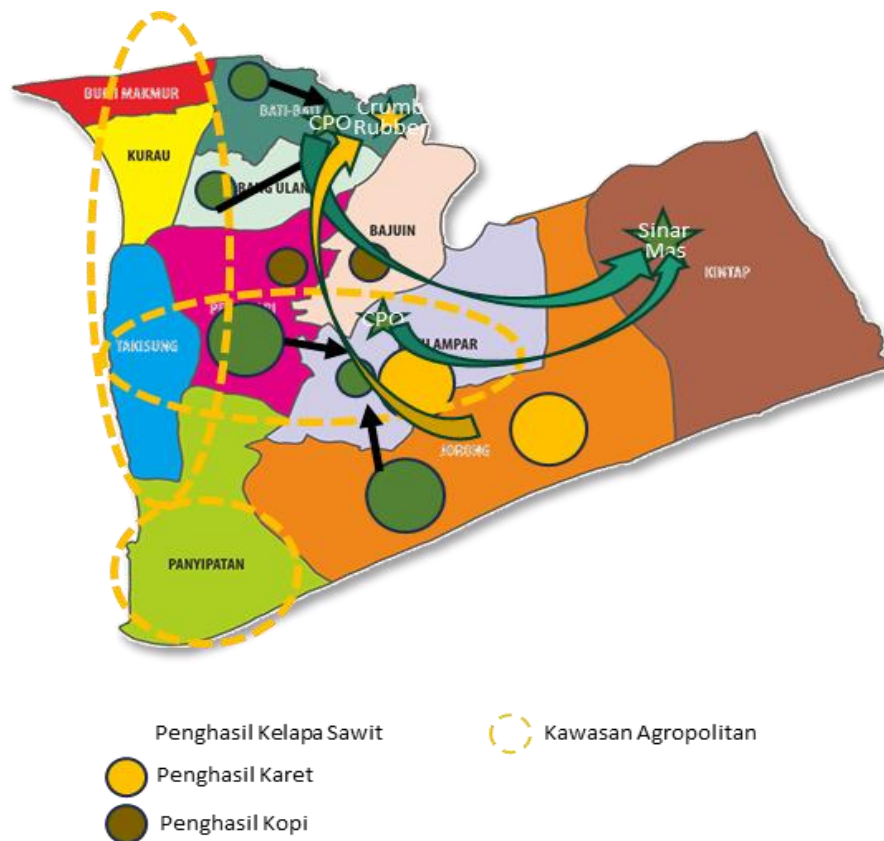 BUMI MAKMUR
BATI-BATI
CPO
Crumb
Rubber
KURAU
BANG ULANG
BAJUIN
Sinar
Mas
KINTAP
TAKISUNG
CPO
JORONG
PANYIPATAN
Penghasil Kelapa Sawit
Kawasan Agropolitan
Penghasil Karet
Penghasil Kopi